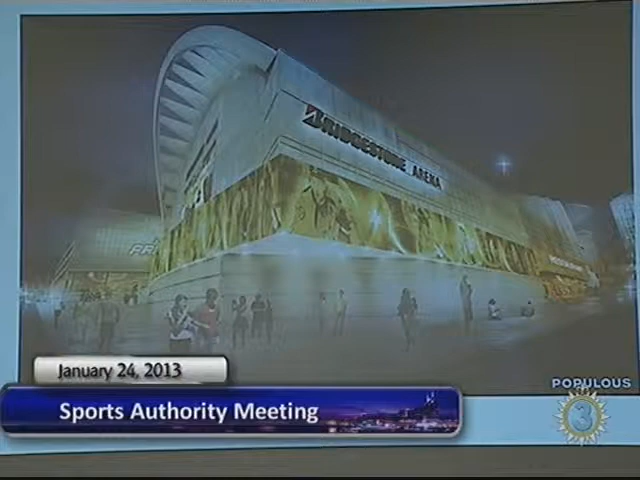 BRIDGESTONE ARENA
January 24, 2013
POPULOUS
Sports Authority Meeting
3